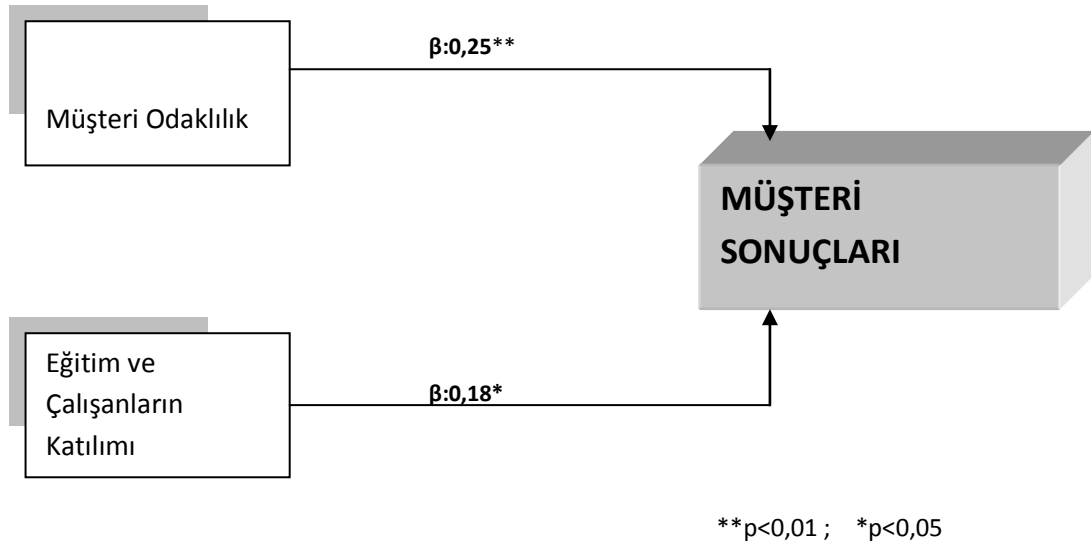 β:0,25**
Müşteri Odaklılık
MÜŞTERİ
SONUÇLARI
Eğitim ve
Çalışanların
Katılımı
β:0,18*
**p<0,01 ; *p<0,05